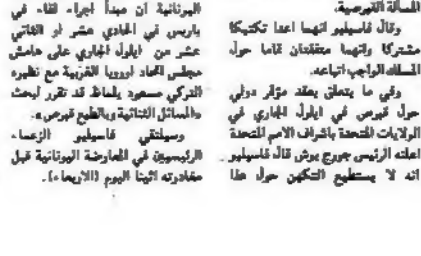 المسألة القبرصية.
وقال فاسيليو انهما اعدا تكتيكا
مشتركا وانهما متفقتان تماما حول
المسلك الواجب اتباعه.
وفي ما يتعلق بعقد مؤتمر دولي
حول قبرص في ايلول الجاري في
الولايات المتحدة باشراف الامم المتحدة
اعلنه الرئيس جورج بوش قال فاسيليو
انه لا يستطيع التكهن حول هذا
اليونانية ان مبدأ اجراء لقاء في
باريس في الحادي عشر او الثاني
عشر من ايلول الجاري على هامش
مجلس اتحاد اوروبا الغربية مع نظيره
التركي مسعود يلماظ قد تقرر لبحث
«المسائل الثنائية وبالطبع قبرص».
وسيلتقي فاسيليو الزعماء
الرئيسيين في المعارضة اليونانية قبل
مغادرته اثينا اليوم (الاربعاء).